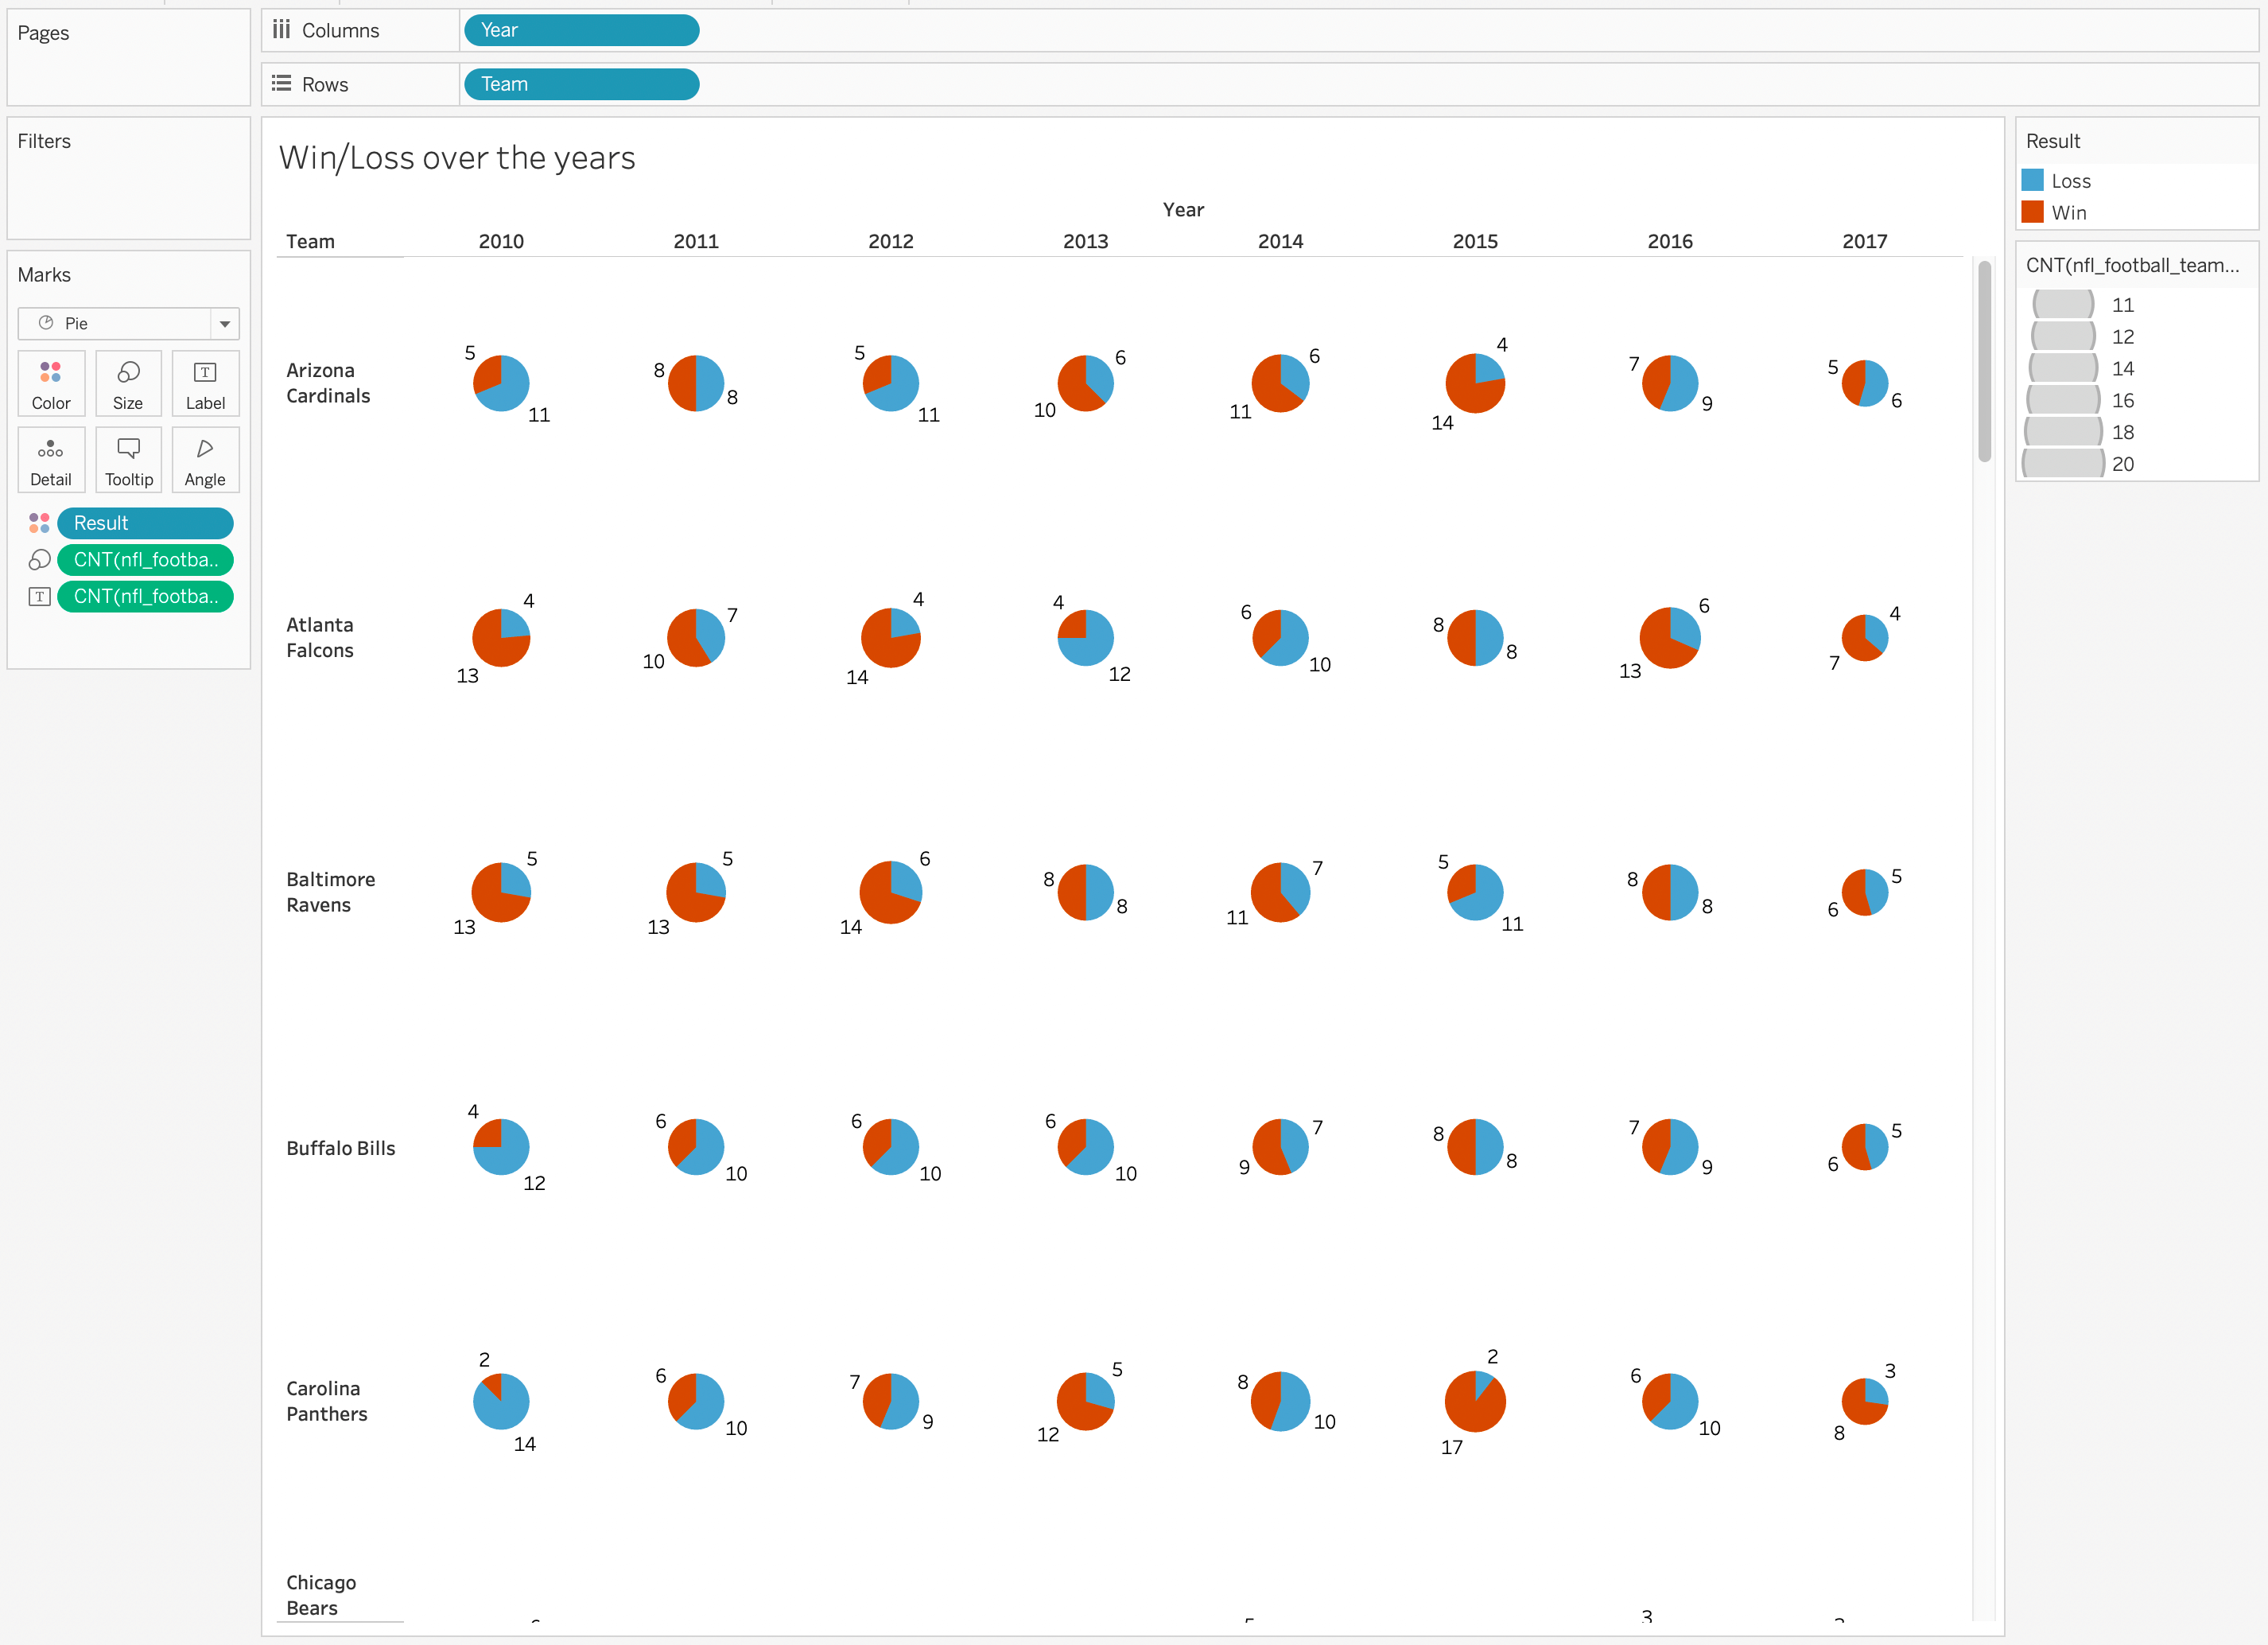 Pages
Columns
Year
Rows
Team
Filters
Marks
Pie
Color
Size
Label
Detail
Tooltip
Angle
Result
CNT(nfl_footba..
CNT(nfl_footba..
Win/Loss over the years
Year
Team 2010 2011 2012 2013 2014 2015 2016 2017
Arizona
Cardinals
5 11 8 8 5 11 6 10 6 11 4 14 7 9 5 6
Atlanta
Falcons
4 13 7 10 4 14 4 12 6 10 8 8 6 13 4 7
Baltimore
Ravens
5 13 5 13 6 14 8 8 7 11 5 11 8 8 5 6
Buffalo Bills
4 12 6 10 6 10 6 10 7 9 8 8 7 9 5 6
Carolina
Panthers
2 14 6 10 7 9 5 12 8 10 2 17 6 10 3 8
Chicago
Bears
3
Result
Loss
Win
CNT(nfl_football_team...
11
12
14
16
18
20